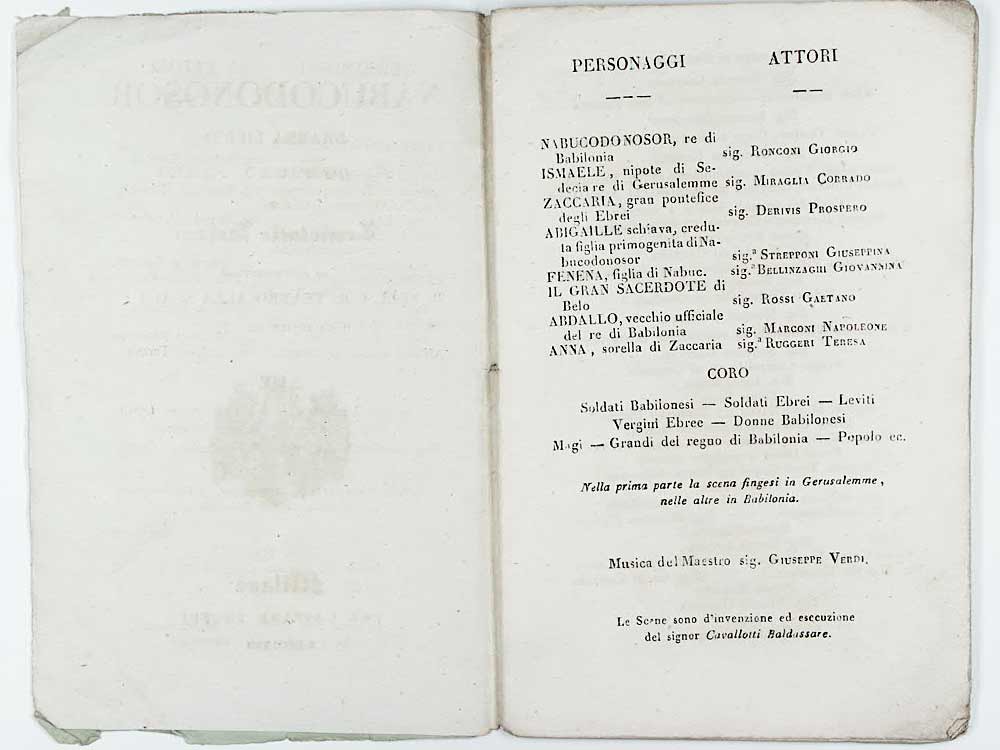 PERSONAGGI ATTORI
NABUCODONOSOR, re di
Babilonia sig. RONCONI GIORGIO
ISMAELE, nipote di Se-
decia re di Gerusalemme sig. MIRAGLIA CORRADO
ZACCARIA, gran pontefice
degli Ebrei sig. DERIVIS PROSPERO
ABIGAILLE schiava, credu-
ta figlia primogenita di Na-
bucodonosor sig.ª STREPPONI GIUSEPPINA
FENENA, figlia di Nabuc. sig.ª BELLINZAGHI GIOVANNINA
IL GRAN SACERDOTE di
Belo sig. ROSSI GAETANO
ABDALLO, vecchio ufficiale
del re di Babilonia sig. MARCONI NAPOLEONE
ANNA, sorella di Zaccaria sig.ª RUGGERI TERESA
CORO
Soldati Babilonesi — Soldati Ebrei — Leviti
Vergini Ebree — Donne Babilonesi
Magi — Grandi del regno di Babilonia — Popolo ec.
Nella prima parte la scena fingesi in Gerusalemme,
nelle altre in Babilonia.
Musica del Maestro sig. GIUSEPPE VERDI.
Le Scene sono d'invenzione ed esecuzione
del signor Cavallotti Baldassare.